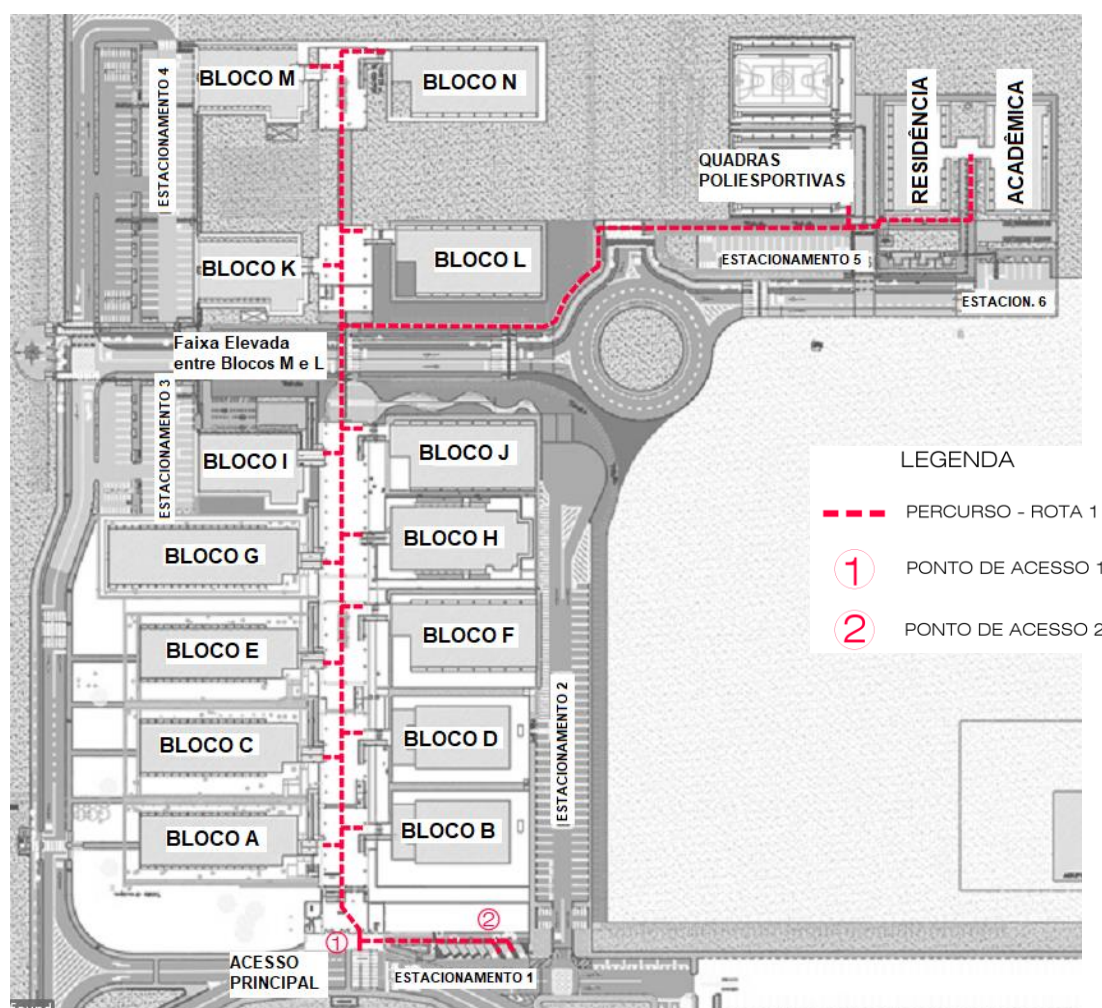 BLOCO M
BLOCO N
ESTACIONAMENTO 4
RESIDÊNCIA
ACADÊMICA
QUADRAS
POLIESPORTIVAS
BLOCO K
BLOCO L
ESTACIONAMENTO 5
ESTACION. 6
Faixa Elevada
entre Blocos M e L
ESTACIONAMENTO 3
BLOCO I
BLOCO J
BLOCO G
BLOCO H
BLOCO E
BLOCO F
ESTACIONAMENTO 2
BLOCO C
BLOCO D
BLOCO A
BLOCO B
LEGENDA
PERCURSO - ROTA 1
1 PONTO DE ACESSO 1
2 PONTO DE ACESSO 2
2
1
ACESSO
PRINCIPAL
ESTACIONAMENTO 1